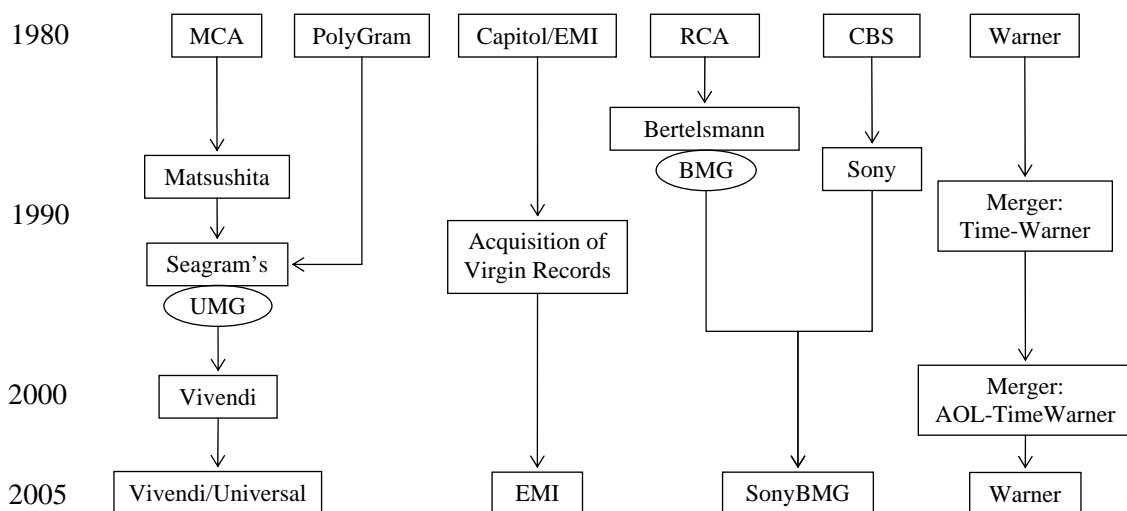 1980
MCA
PolyGram
Capitol/EMI
RCA
CBS
Warner
Bertelsmann
BMG
Matsushita
Sony
1990
Merger:
Time-Warner
Acquisition of
Virgin Records
Seagram’s
UMG
2000
Vivendi
Merger:
AOL-TimeWarner
2005
Vivendi/Universal
EMI
SonyBMG
Warner